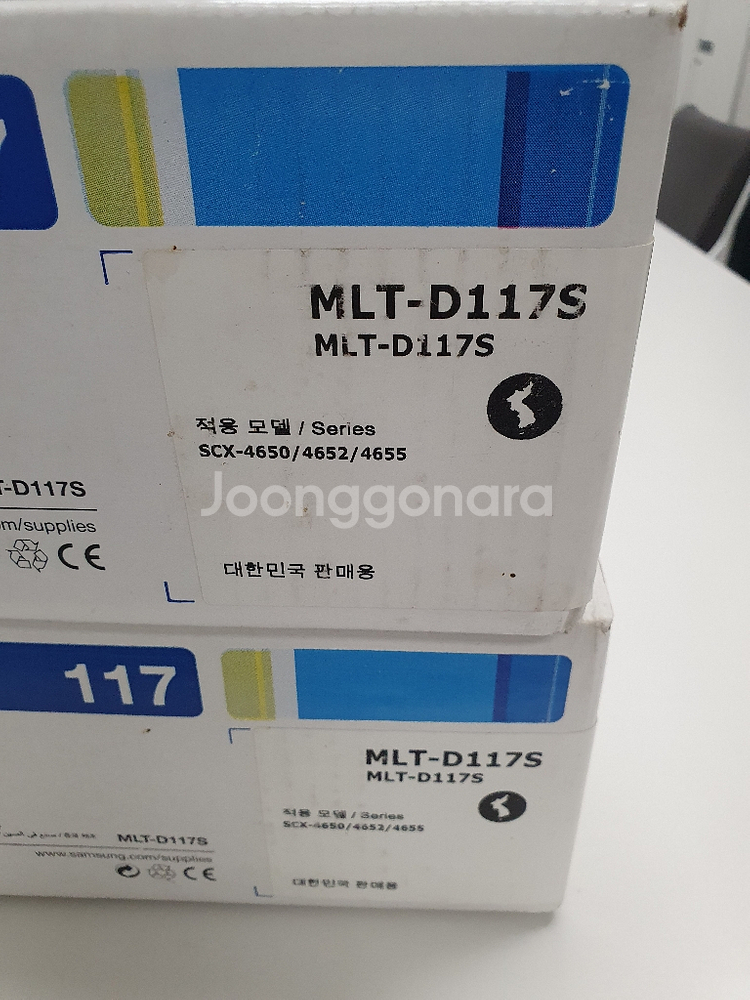 MLT-D117S
MLT-D117S
적용 모델 / Series
SCX-4650/4652/4655
T-D117S
om/supplies
CE
Joonggonara
대한민국 판매용
117
MLT-D117S
MLT-D117S
적용 모델 / Series
SCX-4650/4652/4655
MLT-D117S
www.samsung.com/supplies
CE
대한민국 판매용